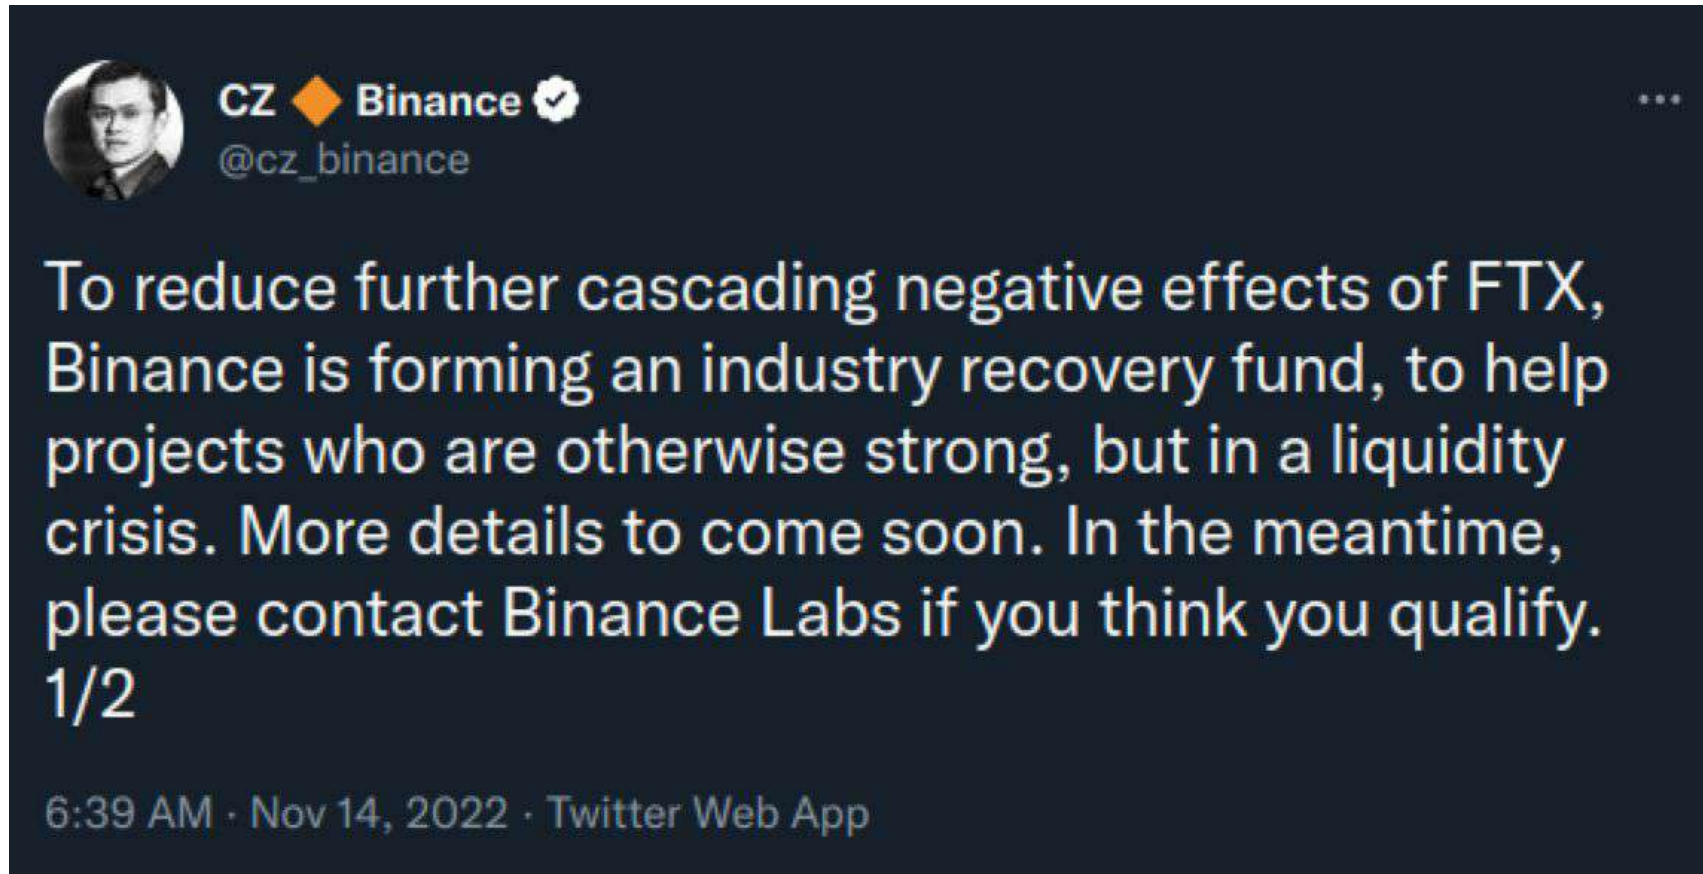 CZ 🔶 Binance
@cz_binance
To reduce further cascading negative effects of FTX,
Binance is forming an industry recovery fund, to help
projects who are otherwise strong, but in a liquidity
crisis. More details to come soon. In the meantime,
please contact Binance Labs if you think you qualify.
1/2
6:39 AM · Nov 14, 2022 · Twitter Web App